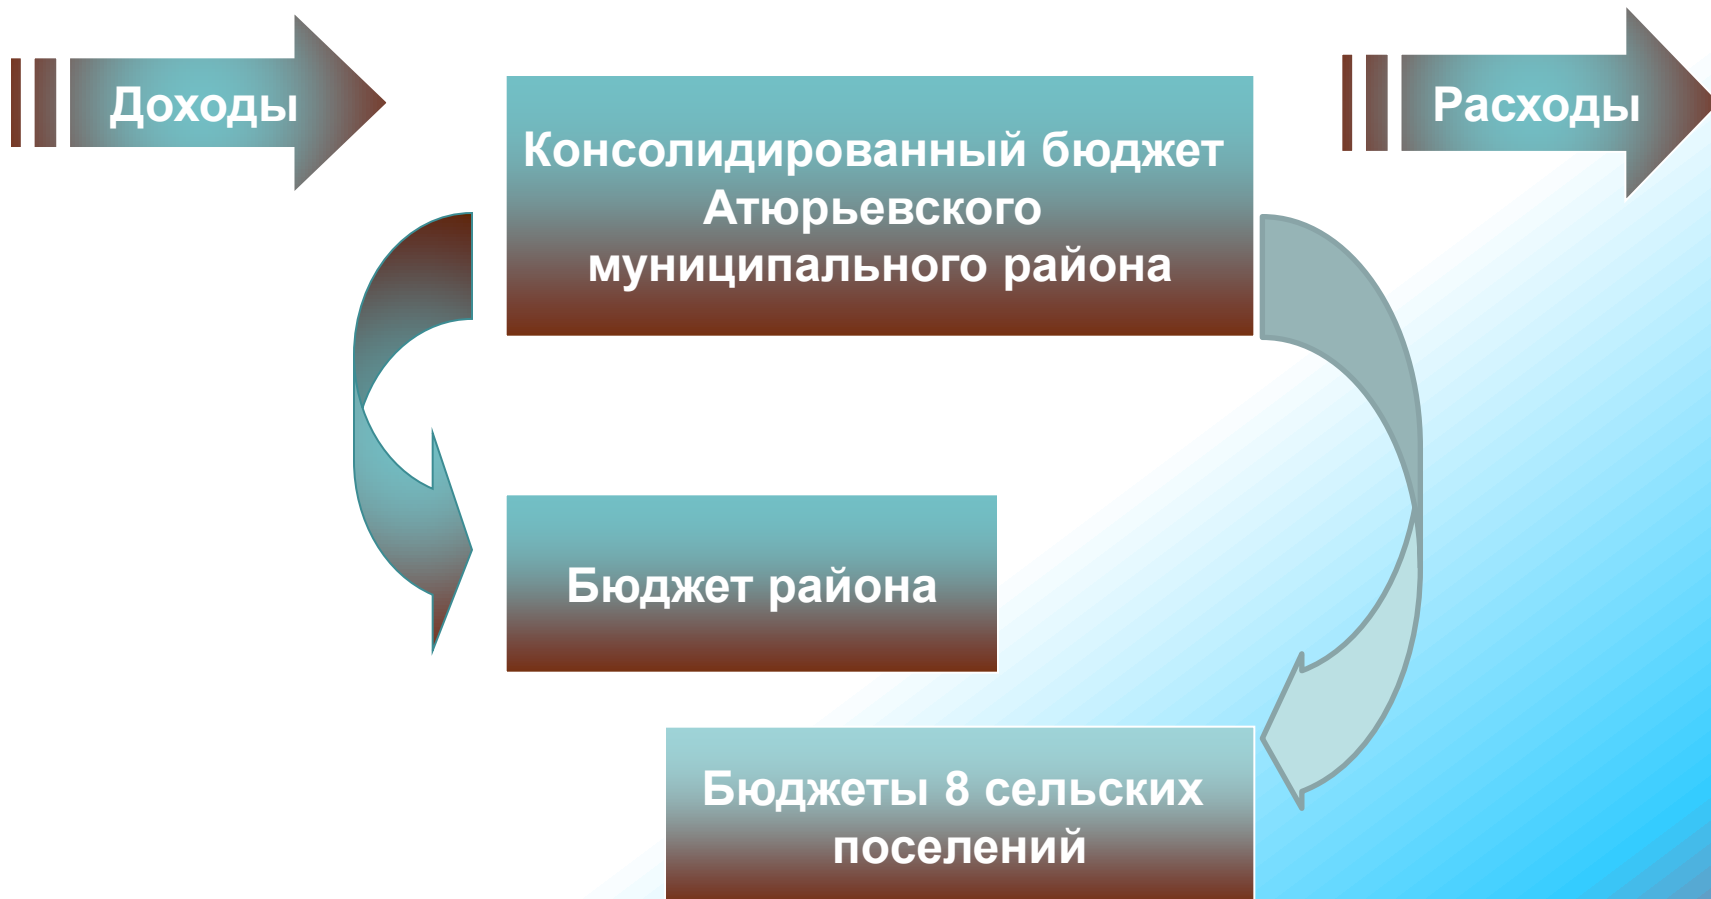 Доходы
Расходы
Консолидированный бюджет
Атюрьевского
муниципального района
Бюджет района
Бюджеты 8 сельских
поселений